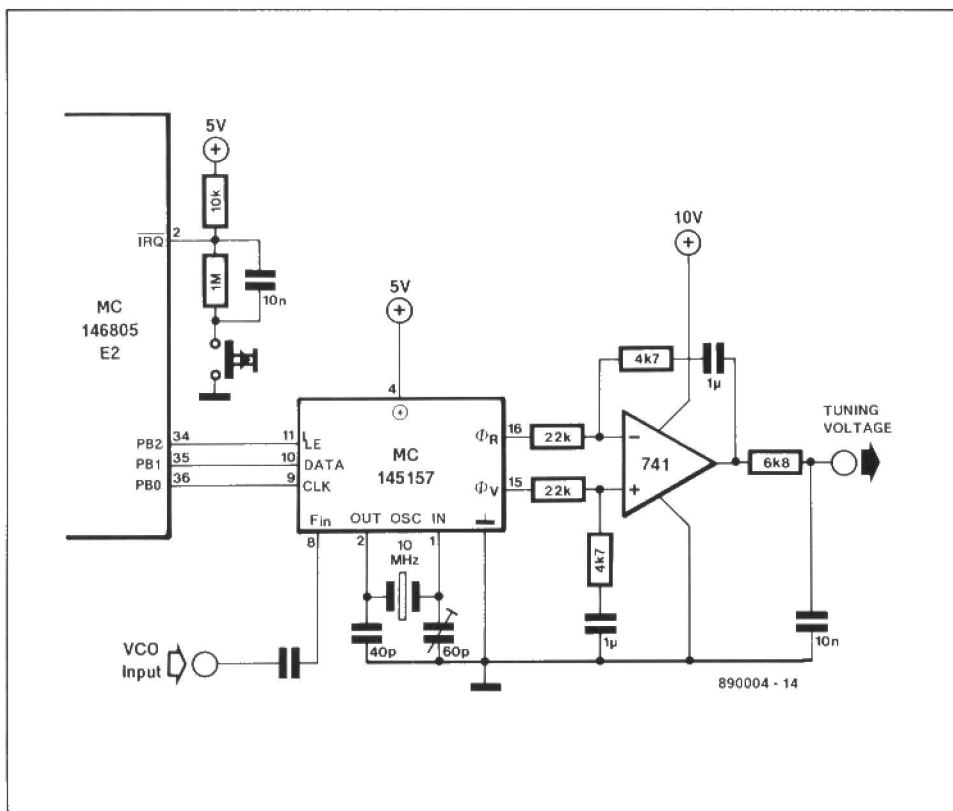 5V
10k
IRQ
2
1M
10n
MC
146805
E2
PB2
34
PB1
35
PB0
36
5V
4
11
LE
10
DATA
9
CLK
MC
145157
ΦR
16
ΦV
15
Fin
OUT
OSC
IN
8
2
1
10
MHz
40p
60p
VCO
Input
22k
22k
4k7
1µ
10V
741
−
+
4k7
1µ
6k8
TUNING
VOLTAGE
10n
890004 - 14